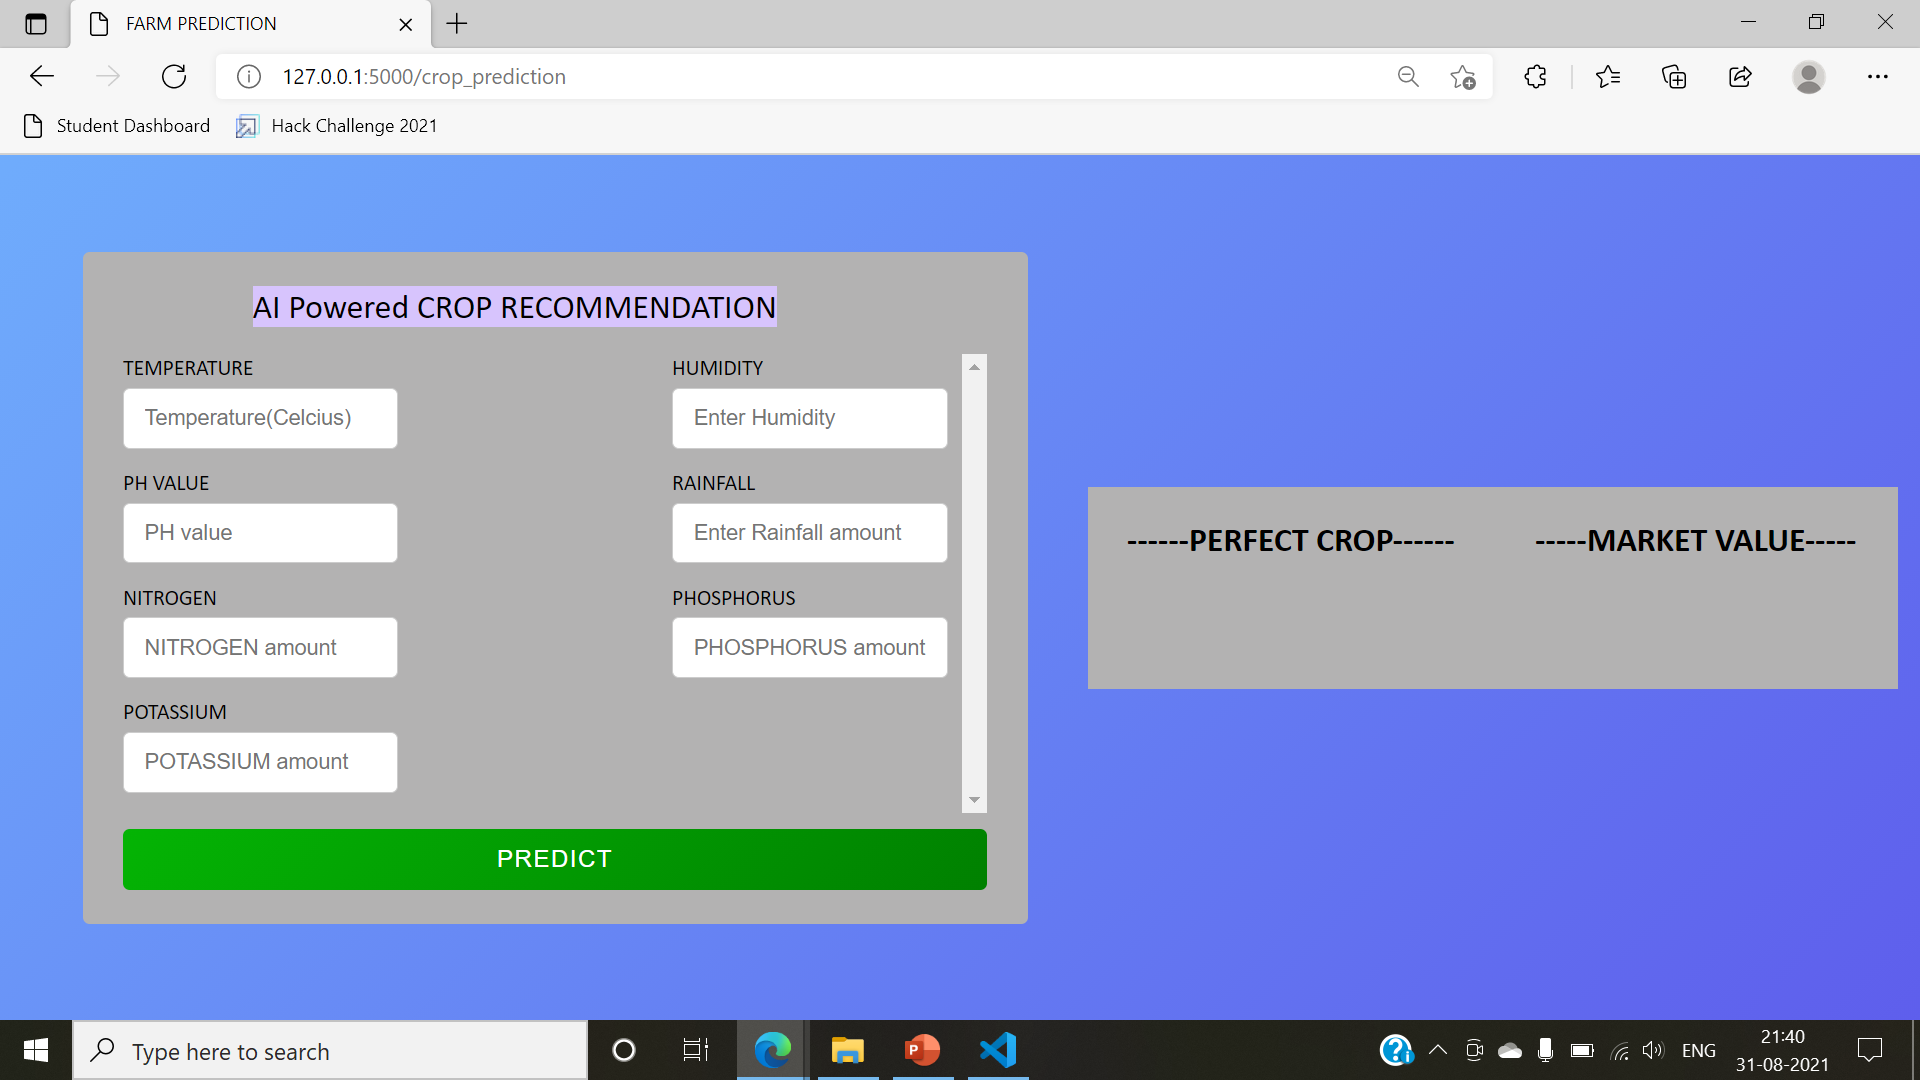 FARM PREDICTION
127.0.0.1:5000/crop_prediction
Student Dashboard
Hack Challenge 2021
AI Powered CROP RECOMMENDATION
TEMPERATURE
HUMIDITY
Temperature(Celcius)
Enter Humidity
PH VALUE
RAINFALL
PH value
Enter Rainfall amount
NITROGEN
PHOSPHORUS
NITROGEN amount
PHOSPHORUS amount
POTASSIUM
POTASSIUM amount
PREDICT
------PERFECT CROP------
-----MARKET VALUE-----
Type here to search
P
ENG
21:40
31-08-2021